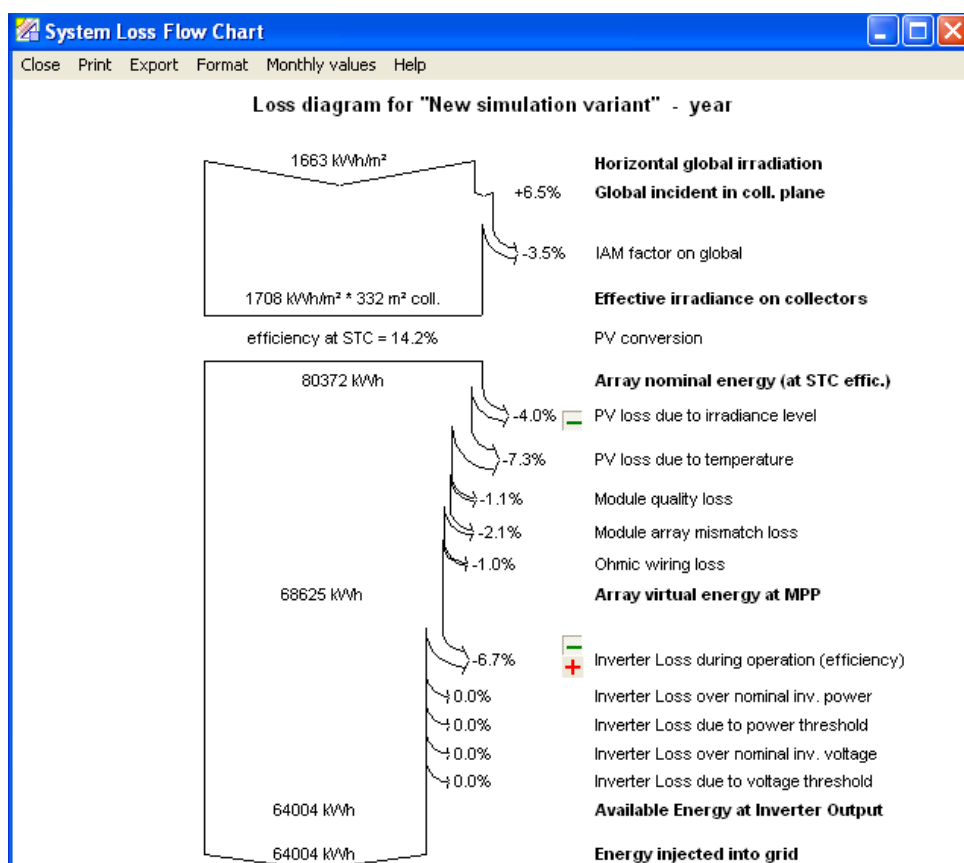 System Loss Flow Chart
Close Print Export Format Monthly values Help
Loss diagram for "New simulation variant" - year
1663 kWh/m² Horizontal global irradiation
+6.5% Global incident in coll. plane
-3.5% IAM factor on global
1708 kWh/m² * 332 m² coll. Effective irradiance on collectors
efficiency at STC = 14.2% PV conversion
80372 kWh Array nominal energy (at STC effic.)
-4.0% PV loss due to irradiance level
-7.3% PV loss due to temperature
-1.1% Module quality loss
-2.1% Module array mismatch loss
-1.0% Ohmic wiring loss
68625 kWh Array virtual energy at MPP
-6.7% Inverter Loss during operation (efficiency)
0.0% Inverter Loss over nominal inv. power
0.0% Inverter Loss due to power threshold
0.0% Inverter Loss over nominal inv. voltage
0.0% Inverter Loss due to voltage threshold
64004 kWh Available Energy at Inverter Output
64004 kWh Energy injected into grid